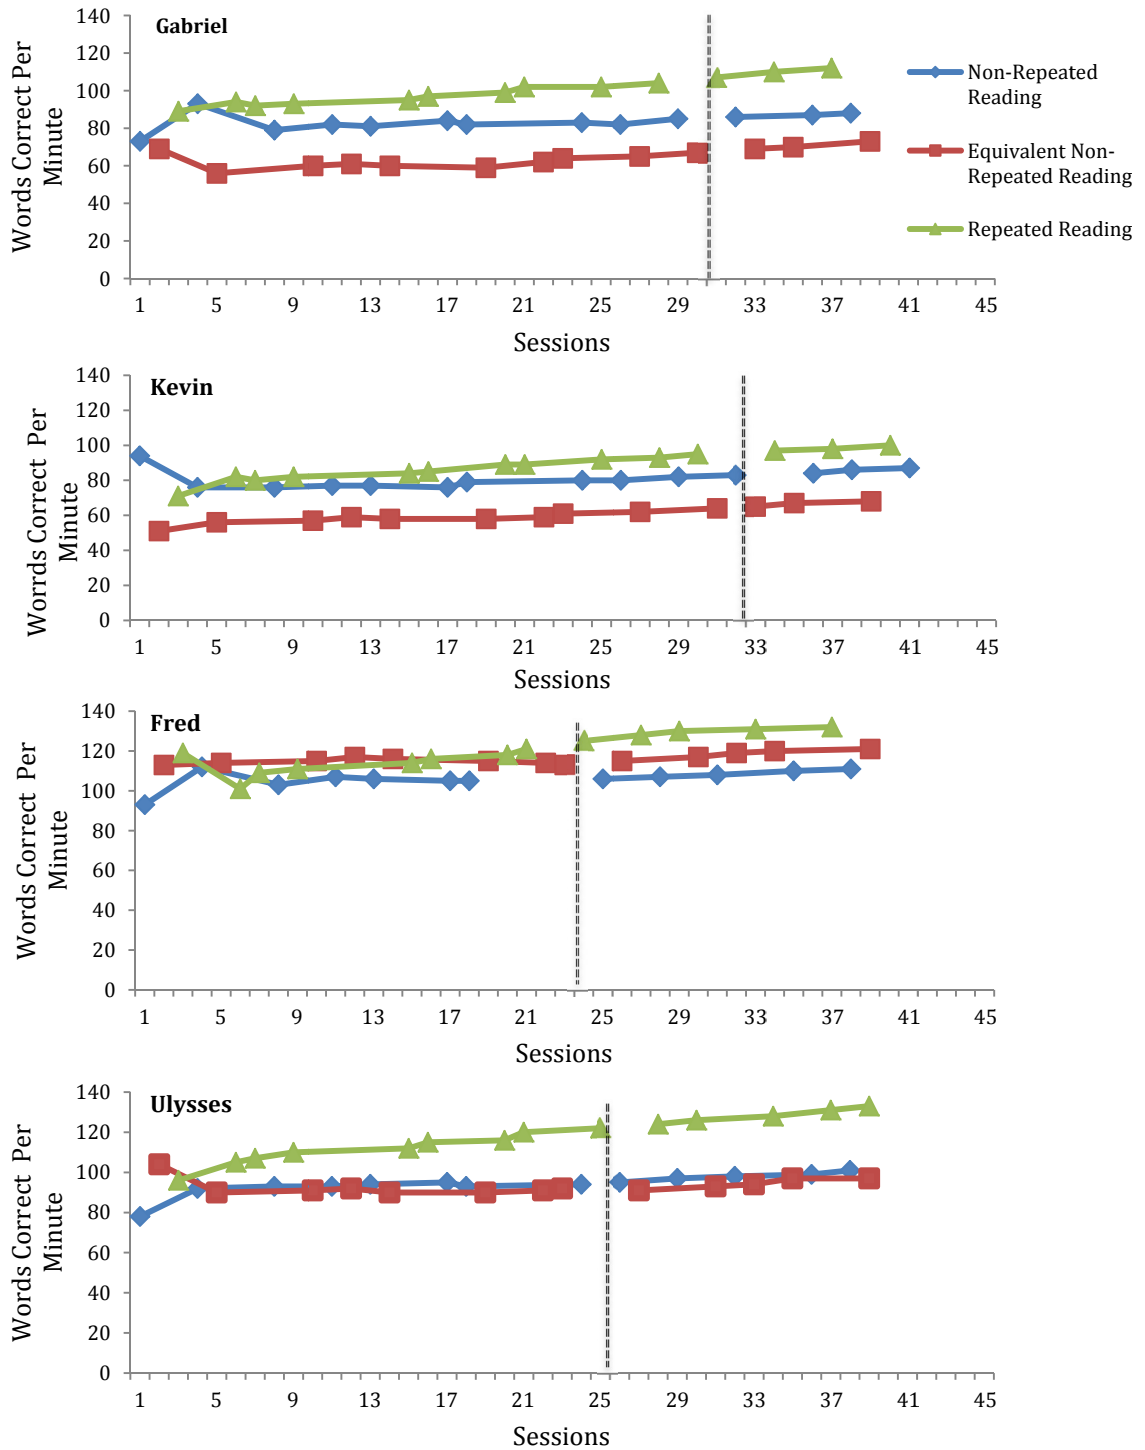 Gabriel
Words Correct Per
Minute
140
120
100
80
60
40
20
0
1 5 9 13 17 21 25 29 33 37 41 45
Sessions
Non-Repeated
Reading
Equivalent Non-
Repeated Reading
Repeated Reading
Kevin
Worrds Correct Per
Minute
140
120
100
80
60
40
20
0
1 5 9 13 17 21 25 29 33 37 41 45
Sessions
Fred
Words Correct Per
Minute
140
120
100
80
60
40
20
0
1 5 9 13 17 21 25 29 33 37 41 45
Sessions
Ulysses
Words Correct Per
Minute
140
120
100
80
60
40
20
0
1 5 9 13 17 21 25 29 33 37 41 45
Sessions